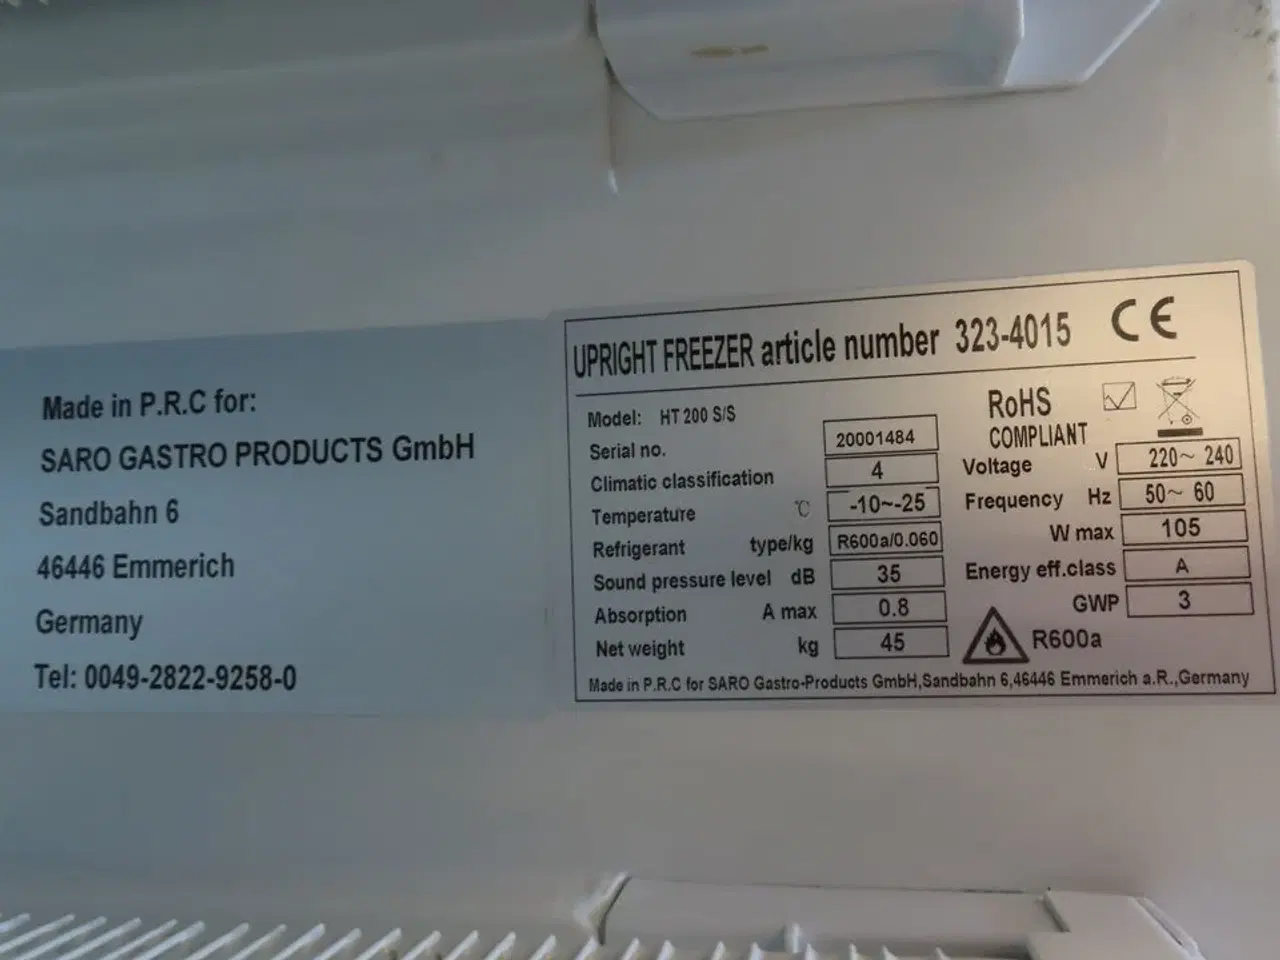 Made in P.R.C for:
SARO GASTRO PRODUCTS GmbH
Sandbahn 6
46446 Emmerich
Germany
Tel: 0049-2822-9258-0
UPRIGHT FREEZER article number 323-4015 CE
Model: HT 200 S/S
Serial no. 20001484
Climatic classification 4
Temperature °C -10~-25
Refrigerant type/kg R600a/0.060
Sound pressure level dB 35
Absorption A max 0.8
Net weight kg 45
RoHS
COMPLIANT
Voltage V 220~ 240
Frequency Hz 50~ 60
W max 105
Energy eff.class A
GWP 3
R600a
Made in P.R.C for SARO Gastro-Products GmbH,Sandbahn 6,46446 Emmerich a.R.,Germany